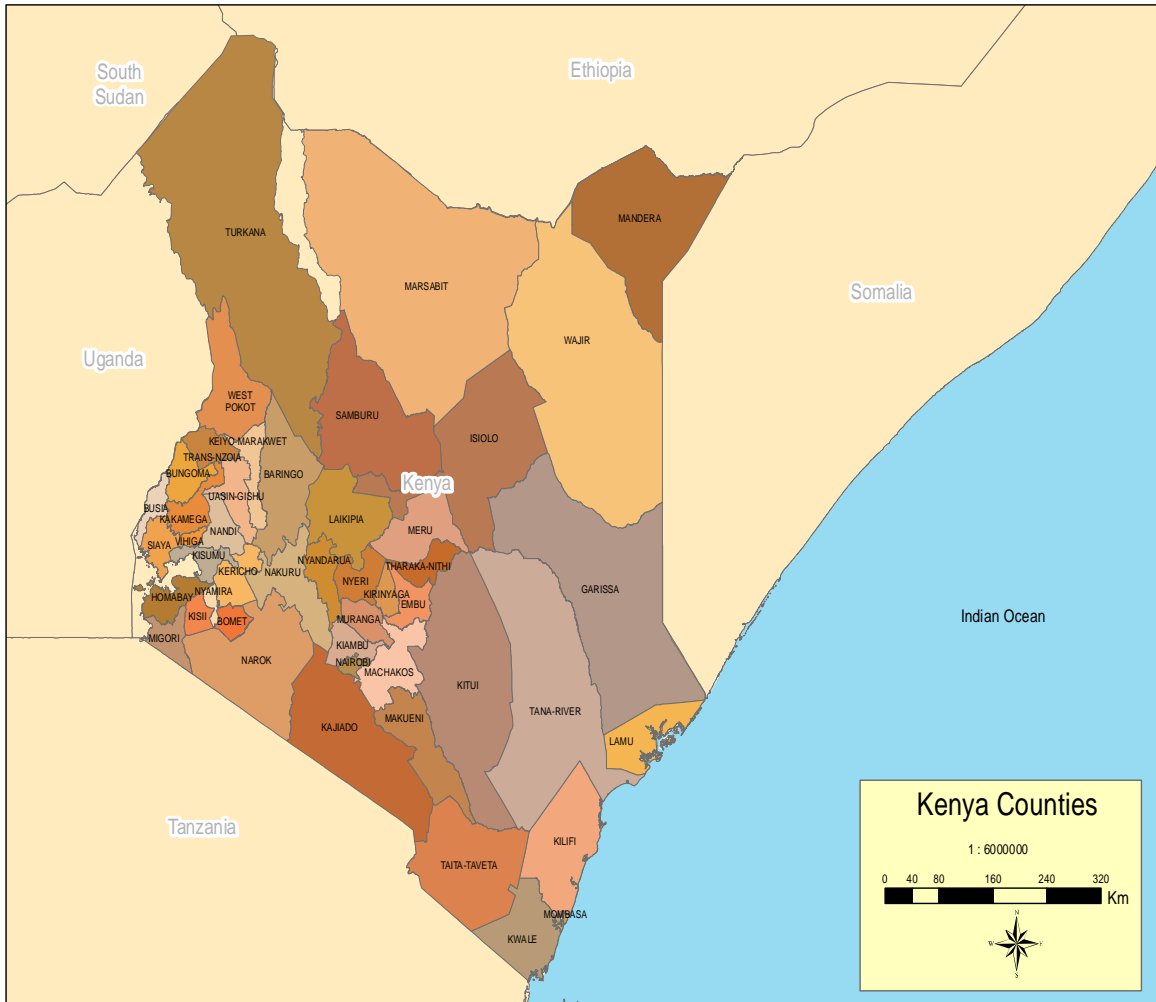 South
Sudan
Ethiopia
MANDERA
TURKANA
MARSABIT
Somalia
WAJIR
Uganda
WEST
POKOT
SAMBURU
ISIOLO
KEIYO-MARAKWET
TRANS-NZOIA
BUNGOMA
BARINGO
Kenya
UASIN-GISHU
BUSIA
KAKAMEGA
LAIKIPIA
NANDI
MERU
VIHIGA
SIAYA
KISUMU
NYANDARUA
THARAKA-NITHI
KERICHO
NAKURU
NYERI
GARISSA
NYAMIRA
HOMABAY
KIRINYAGA
EMBU
KISII
BOMET
MURANGA
Indian Ocean
MIGORI
KIAMBU
NAROK
NAIROBI
MACHAKOS
KITUI
TANA-RIVER
KAJIADO
MAKUENI
LAMU
Tanzania
KILIFI
TAITA-TAVETA
MOMBASA
KWALE
Kenya Counties
1 : 6000000
0 40 80 160 240 320
Km
N
W E
S